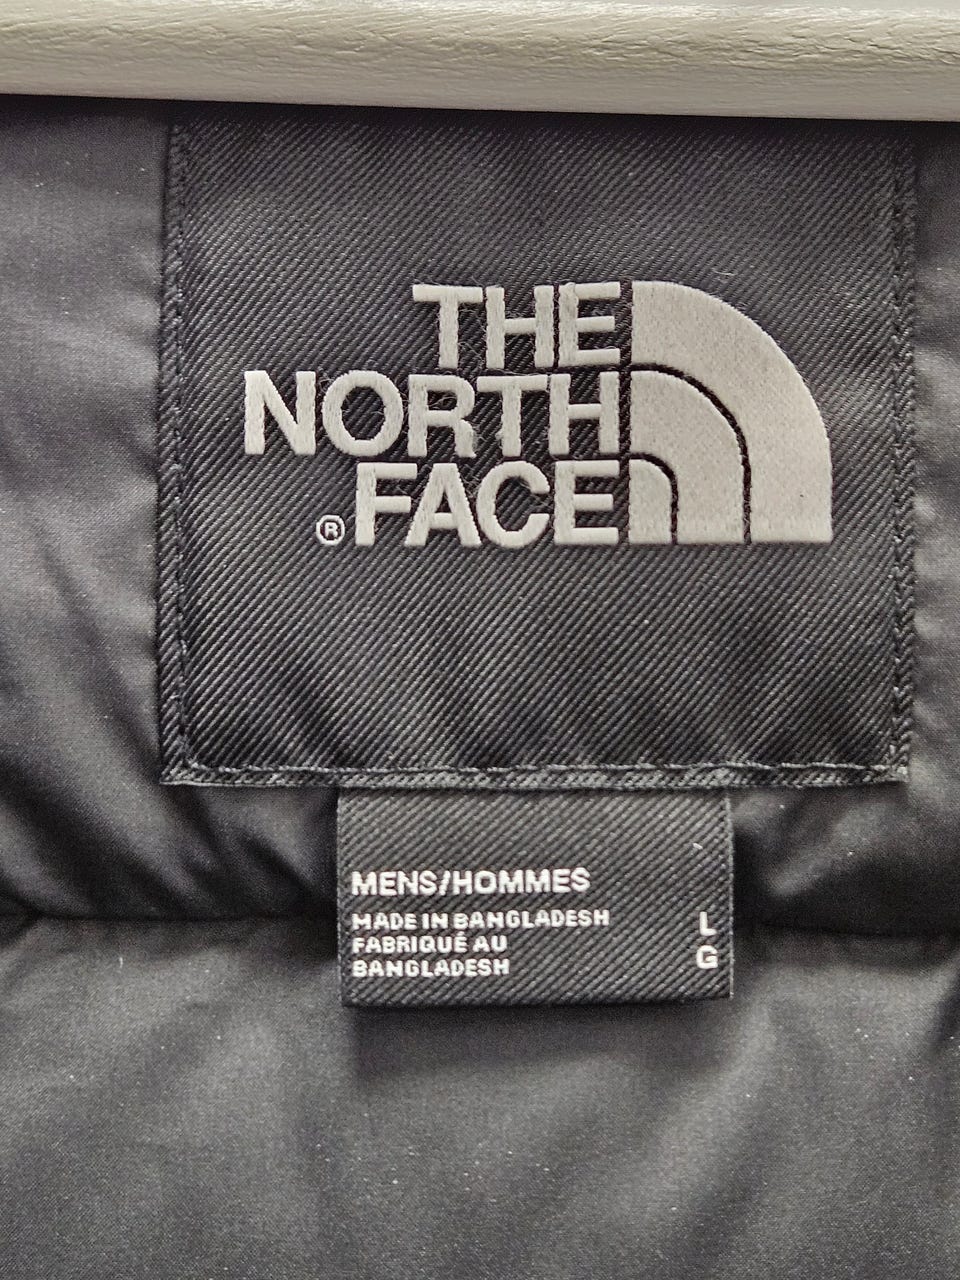 THE
NORTH
® FACE
MENS/HOMMES
MADE IN BANGLADESH
FABRIQUÉ AU
BANGLADESH
L
G